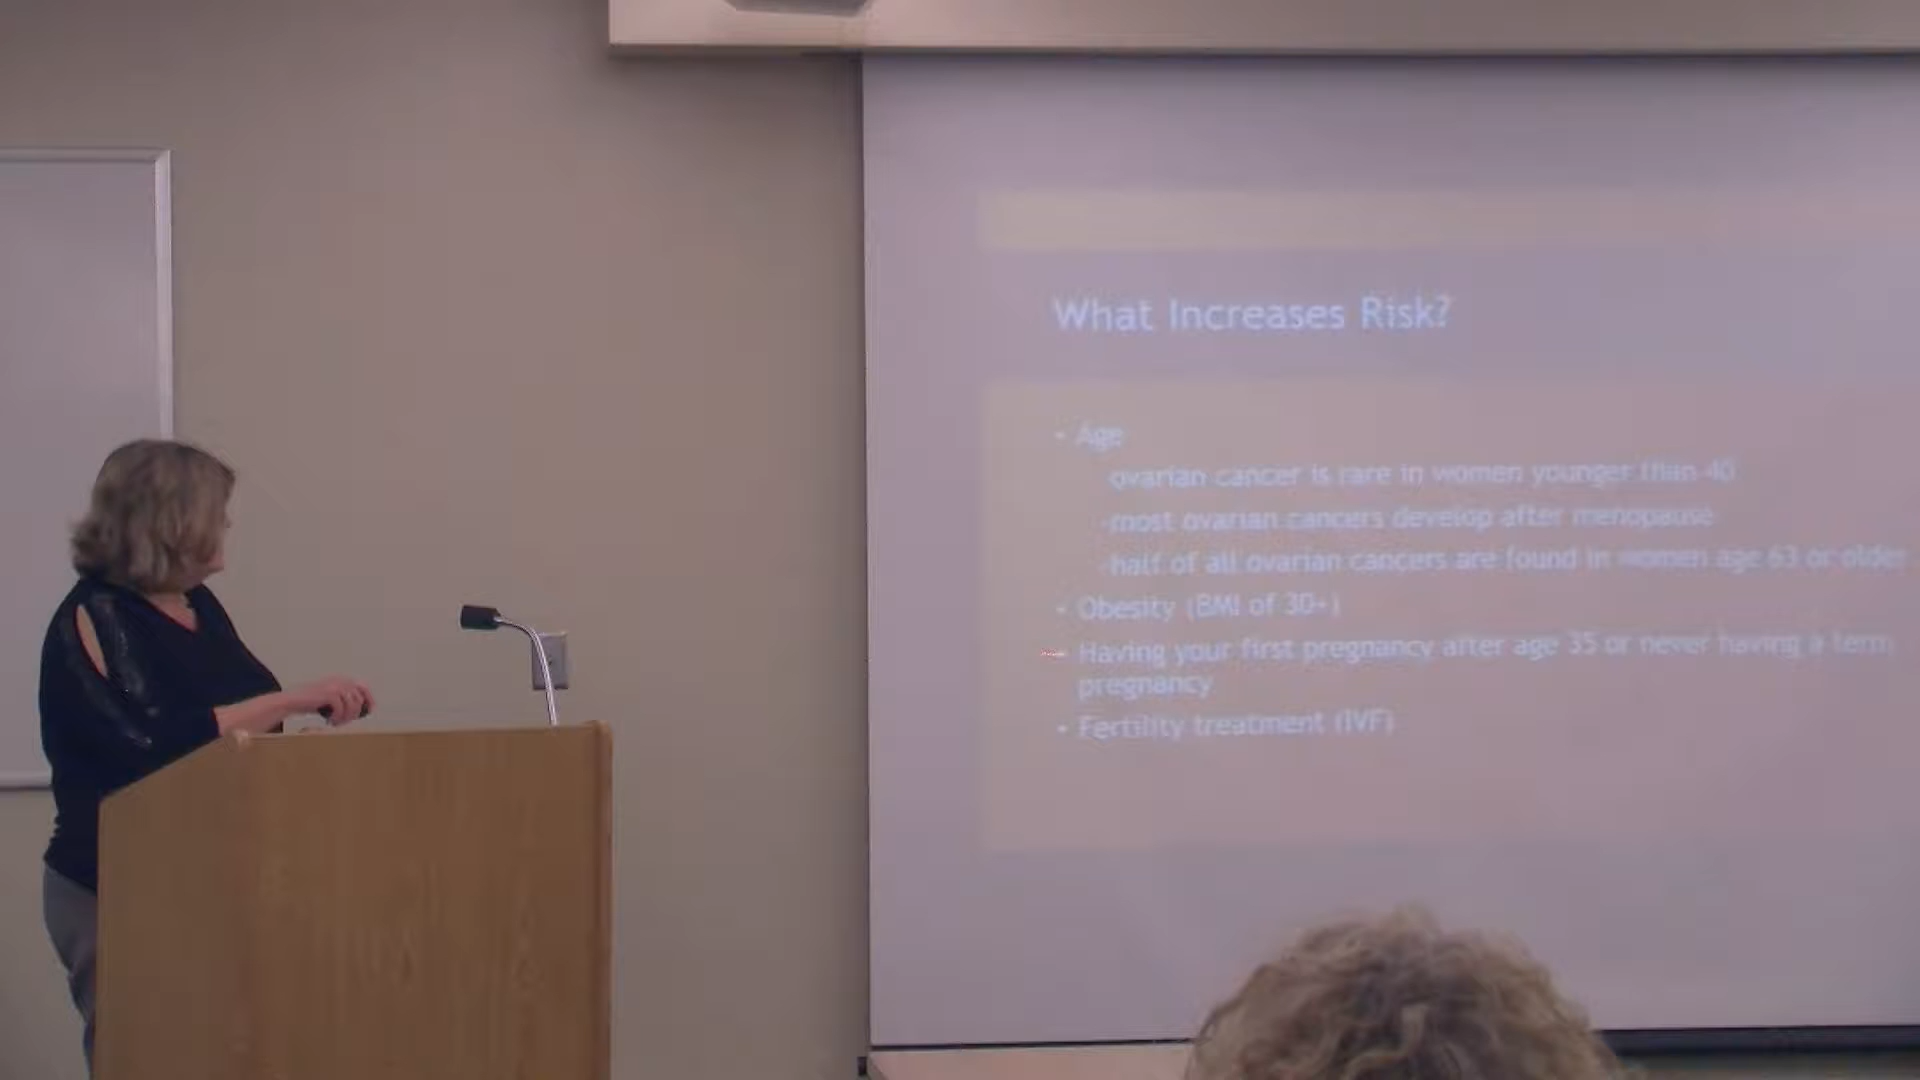 What Increases Risk?
• Age
ovarian cancer is rare in women younger than 40
-most ovarian cancers develop after menopause
-half of all ovarian cancers are found in women age 63 or older
• Obesity (BMI of 30+)
• Having your first pregnancy after age 35 or never having a term
pregnancy
• Fertility treatment (IVF)